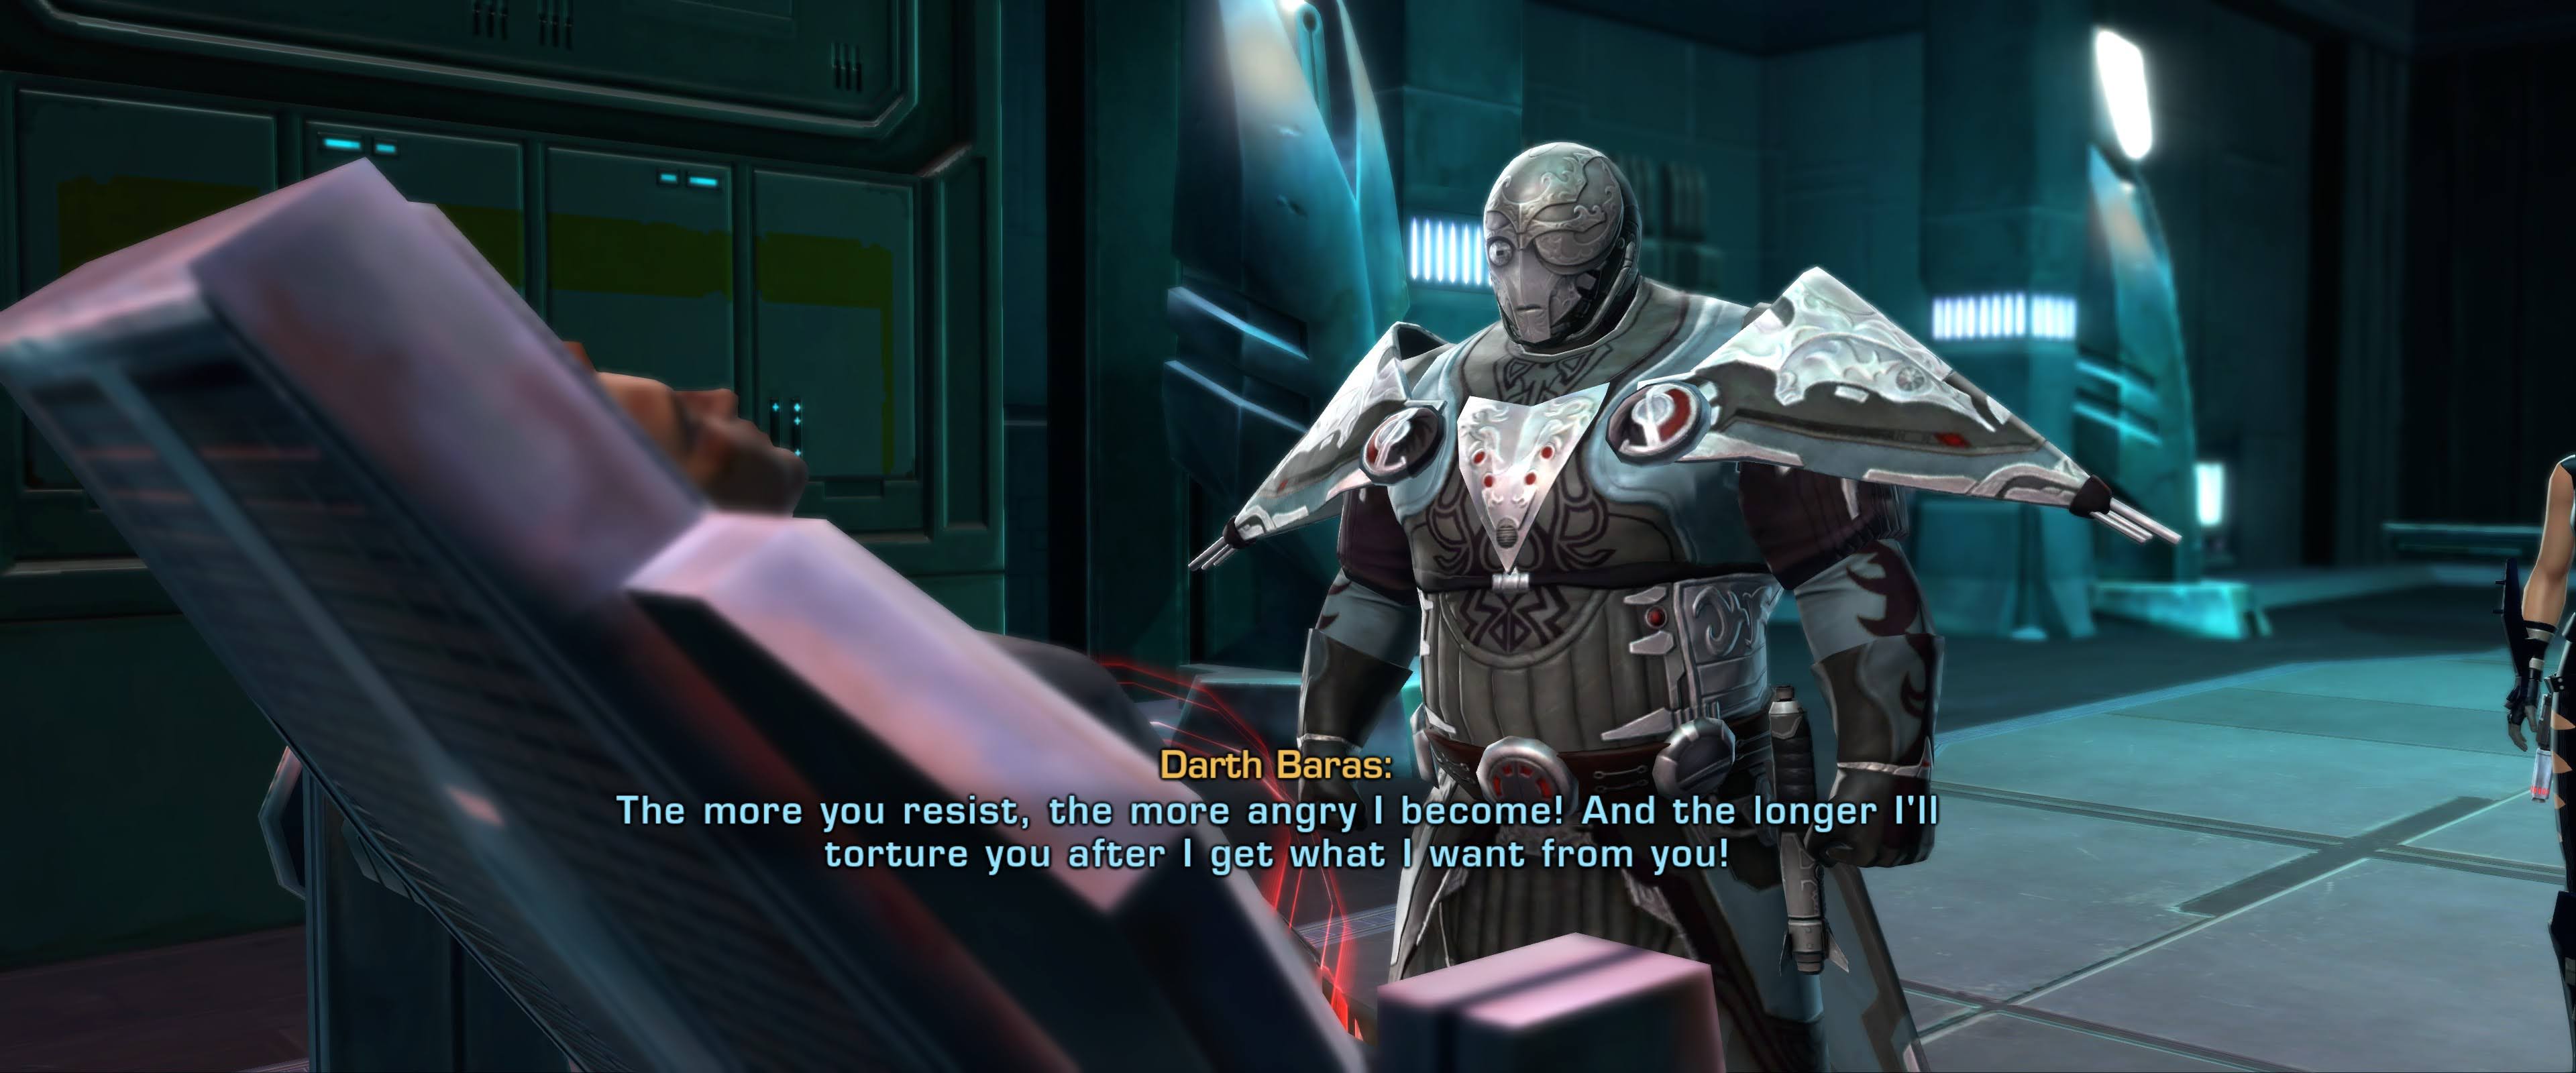 Darth Baras:
The more you resist, the more angry I become! And the longer I'll
torture you after I get what I want from you!